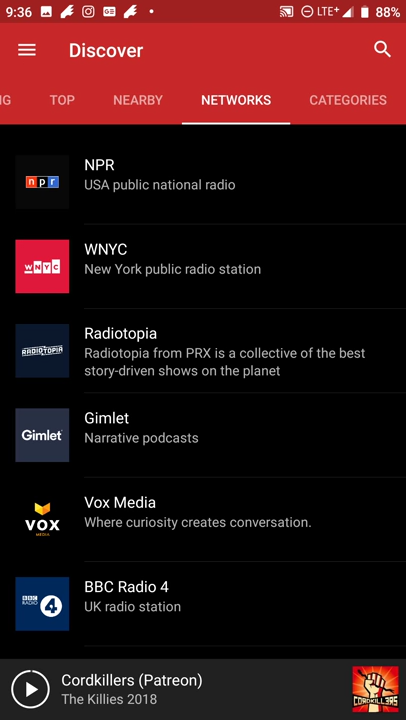 9:36
LTE+
88%
Discover
G
TOP
NEARBY
NETWORKS
CATEGORIES
npr
NPR
USA public national radio
WNYC
WNYC
New York public radio station
RADIOTOPIA
Radiotopia
Radiotopia from PRX is a collective of the best
story-driven shows on the planet
Gimlet
Gimlet
Narrative podcasts
VOX
MEDIA
Vox Media
Where curiosity creates conversation.
BBC
RADIO
4
BBC Radio 4
UK radio station
Cordkillers (Patreon)
The Killies 2018
CORDKILLERS